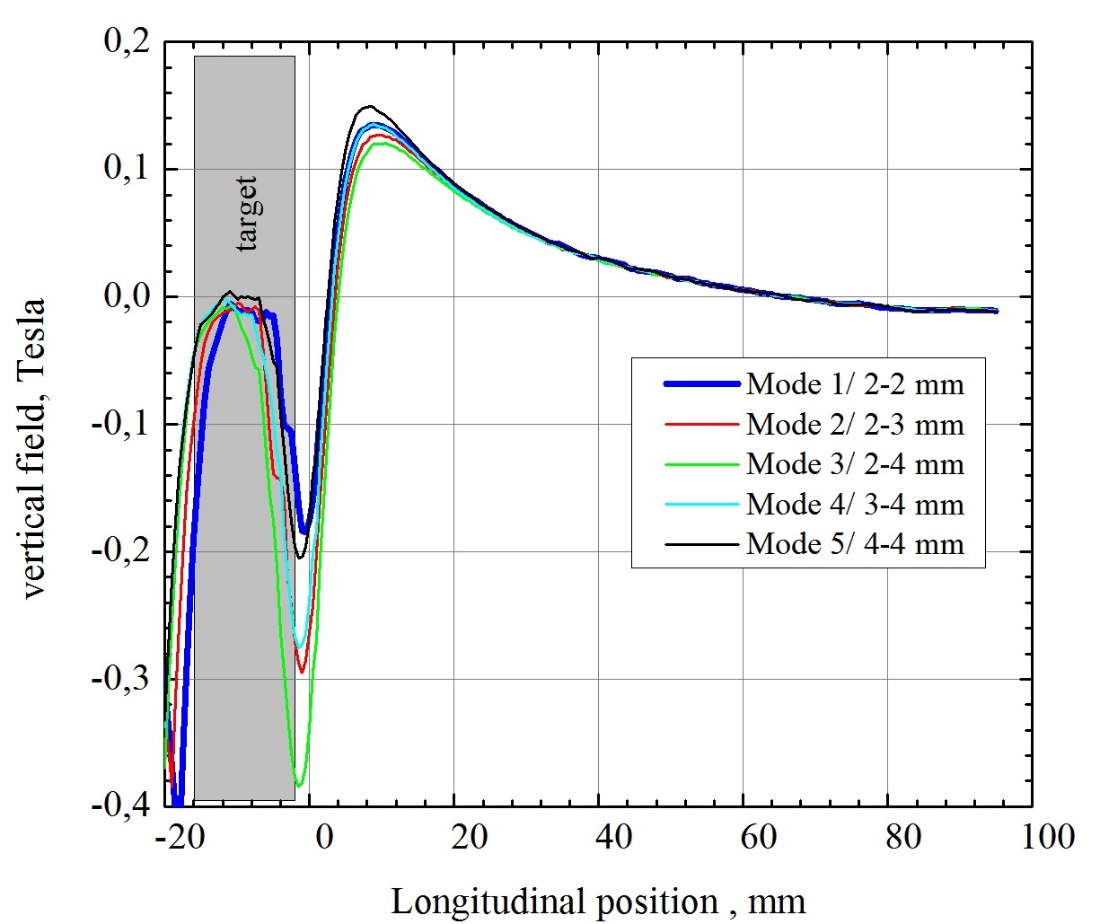 0,2
0,1
0,0
-0,1
-0,2
-0,3
-0,4
vertical field, Tesla
target
Mode 1/ 2-2 mm
Mode 2/ 2-3 mm
Mode 3/ 2-4 mm
Mode 4/ 3-4 mm
Mode 5/ 4-4 mm
-20 0 20 40 60 80 100
Longitudinal position , mm